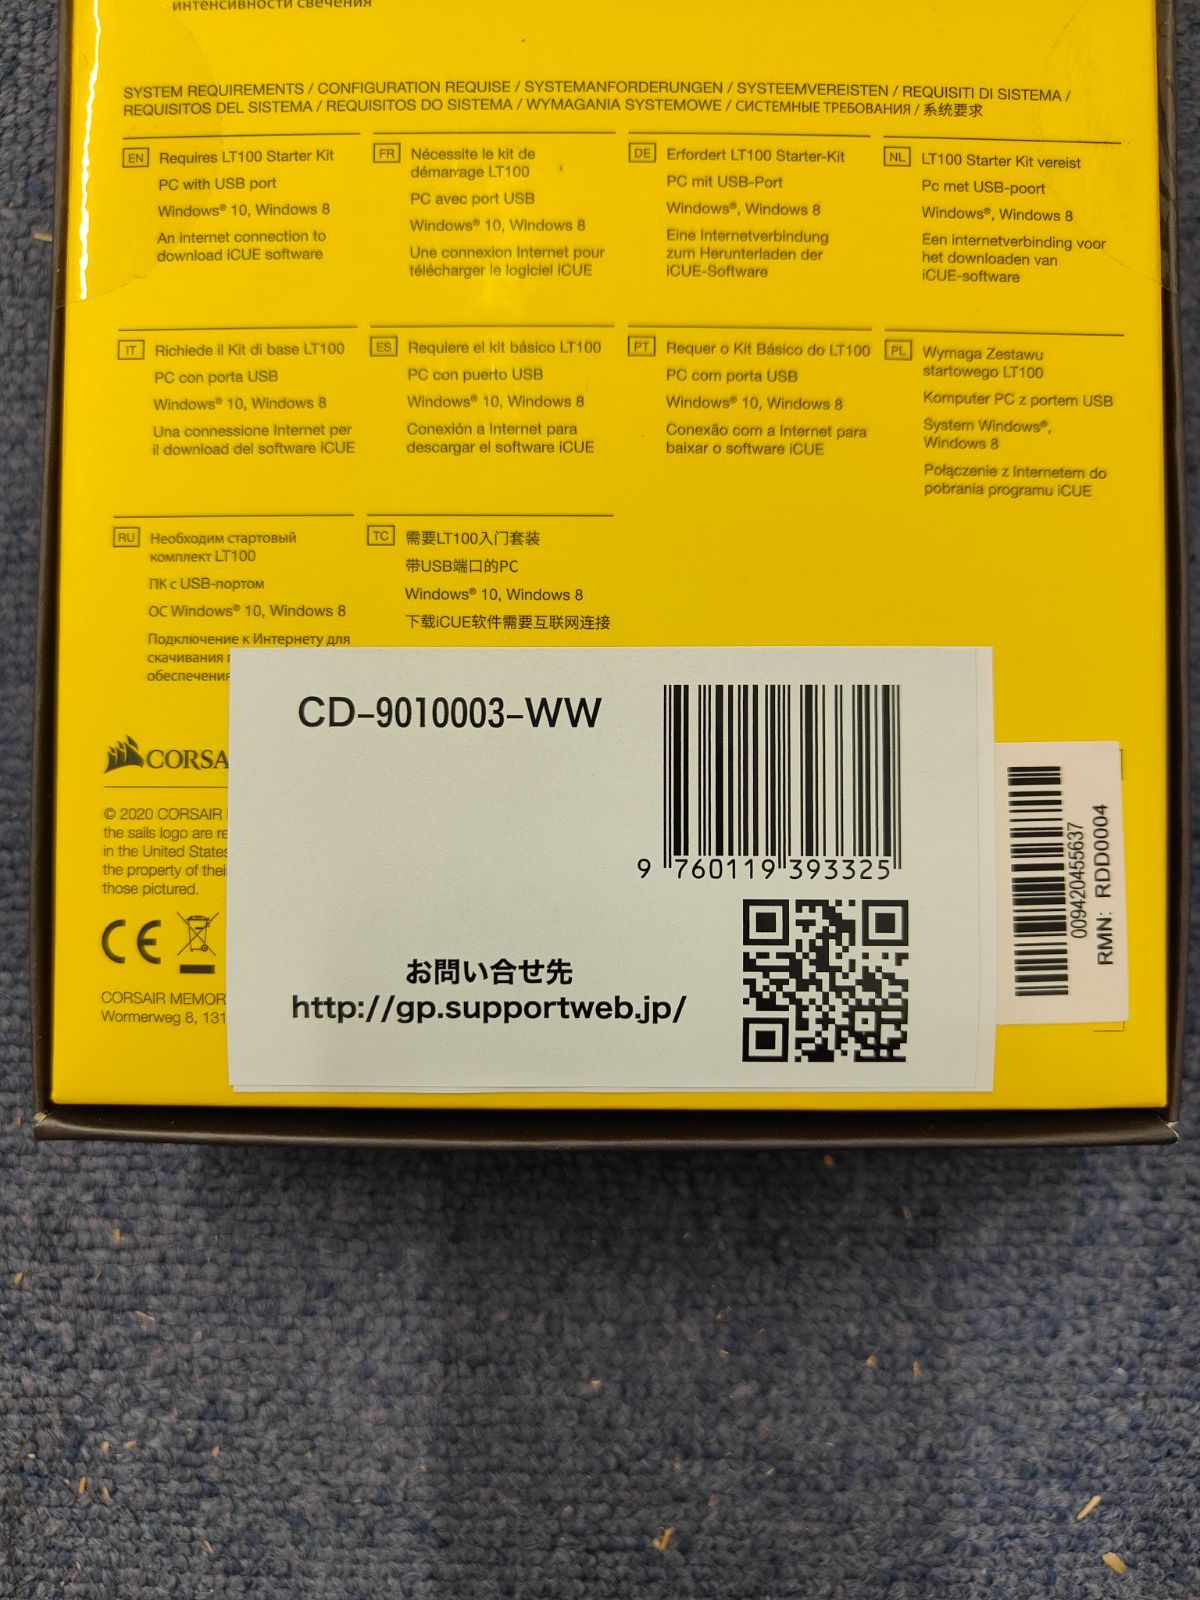 интенсивности свечения
SYSTEM REQUIREMENTS / CONFIGURATION REQUISE / SYSTEMANFORDERUNGEN / SYSTEEMVEREISTEN / REQUISITI DI SISTEMA /
REQUISITOS DEL SISTEMA / REQUISITOS DO SISTEMA / WYMAGANIA SYSTEMOWE / СИСТЕМНЫЕ ТРЕБОВАНИЯ / 系统要求
EN Requires LT100 Starter Kit
PC with USB port
Windows® 10, Windows 8
An internet connection to
download iCUE software
FR Nécessite le kit de
démarrage LT100
PC avec port USB
Windows® 10, Windows 8
Une connexion Internet pour
télécharger le logiciel iCUE
DE Erfordert LT100 Starter-Kit
PC mit USB-Port
Windows®, Windows 8
Eine Internetverbindung
zum Herunterladen der
iCUE-Software
NL LT100 Starter Kit vereist
Pc met USB-poort
Windows®, Windows 8
Een internetverbinding voor
het downloaden van
iCUE-software
IT Richiede il Kit di base LT100
PC con porta USB
Windows® 10, Windows 8
Una connessione Internet per
il download del software iCUE
ES Requiere el kit básico LT100
PC con puerto USB
Windows® 10, Windows 8
Conexión a Internet para
descargar el software iCUE
PT Requer o Kit Básico do LT100
PC com porta USB
Windows® 10, Windows 8
Conexão com a Internet para
baixar o software iCUE
PL Wymaga Zestawu
startowego LT100
Komputer PC z portem USB
System Windows®,
Windows 8
Połączenie z Internetem do
pobrania programu iCUE
RU Необходим стартовый
комплект LT100
ПК с USB-портом
ОС Windows® 10, Windows 8
Подключение к Интернету для
скачивания
обеспечения
TC 需要LT100入门套装
带USB端口的PC
Windows® 10, Windows 8
下载iCUE软件需要互联网连接
CORSA
© 2020 CORSAIR
the sails logo are re
in the United States
the property of thei
those pictured.
CE
CORSAIR MEMOR
Wormerweg 8, 131
CD-9010003-WW
9 760119 393325
お問い合せ先
http://gp.supportweb.jp/
009420455637
RMN: RDD0004